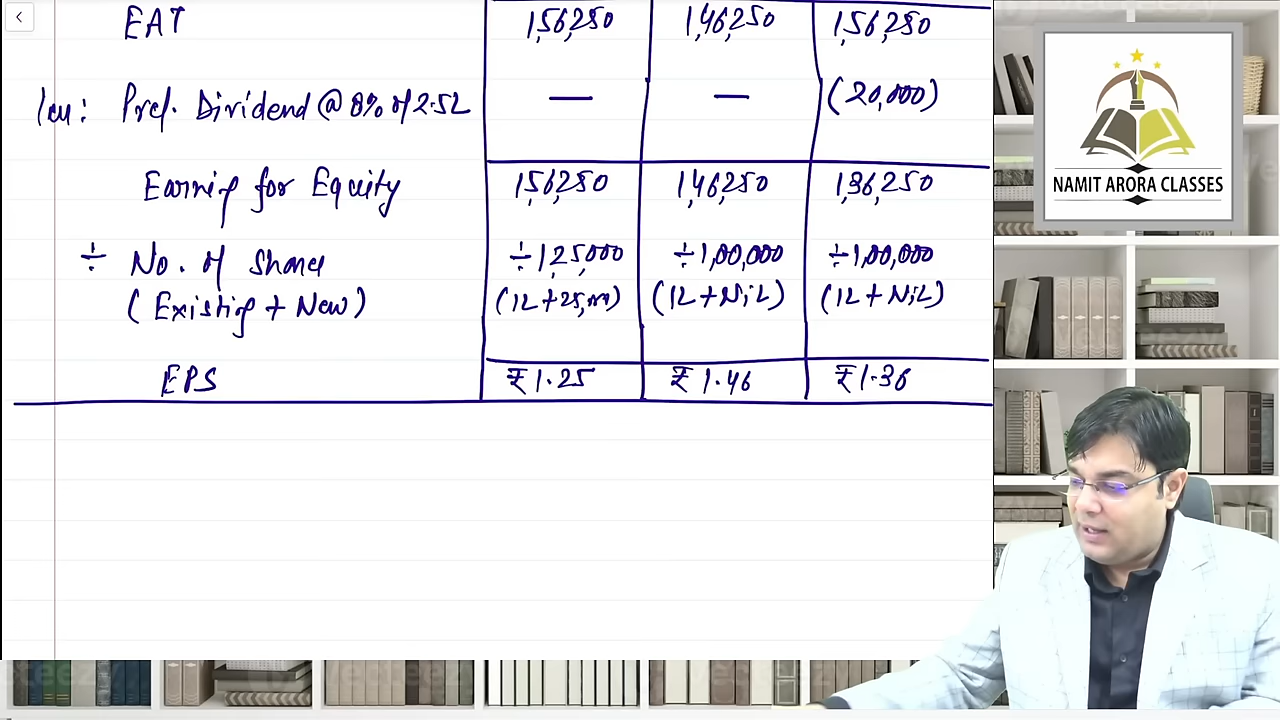 EAT 1,56,250 1,46,250 1,56,250
Less: Pref. Dividend @ 8% of 2.5L — — (20,000)
Earning for Equity 1,56,250 1,46,250 1,36,250
÷ No. of Shares ÷1,25,000 ÷1,00,000 ÷1,00,000
(Existing + New) (1L+25,000) (1L+NiL) (1L+NiL)
EPS ₹1.25 ₹1.46 ₹1.36
NAMIT ARORA CLASSES